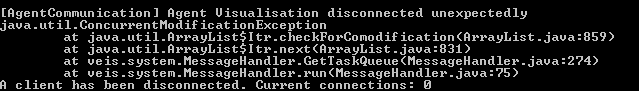 [AgentCommunication] Agent Visualisation disconnected unexpectedly
java.util.ConcurrentModificationException
at java.util.ArrayList$Itr.checkForComodification(ArrayList.java:859)
at java.util.ArrayList$Itr.next(ArrayList.java:831)
at veis.system.MessageHandler.GetTaskQueue(MessageHandler.java:274)
at veis.system.MessageHandler.run(MessageHandler.java:75)
A client has been disconnected. Current connections: 0